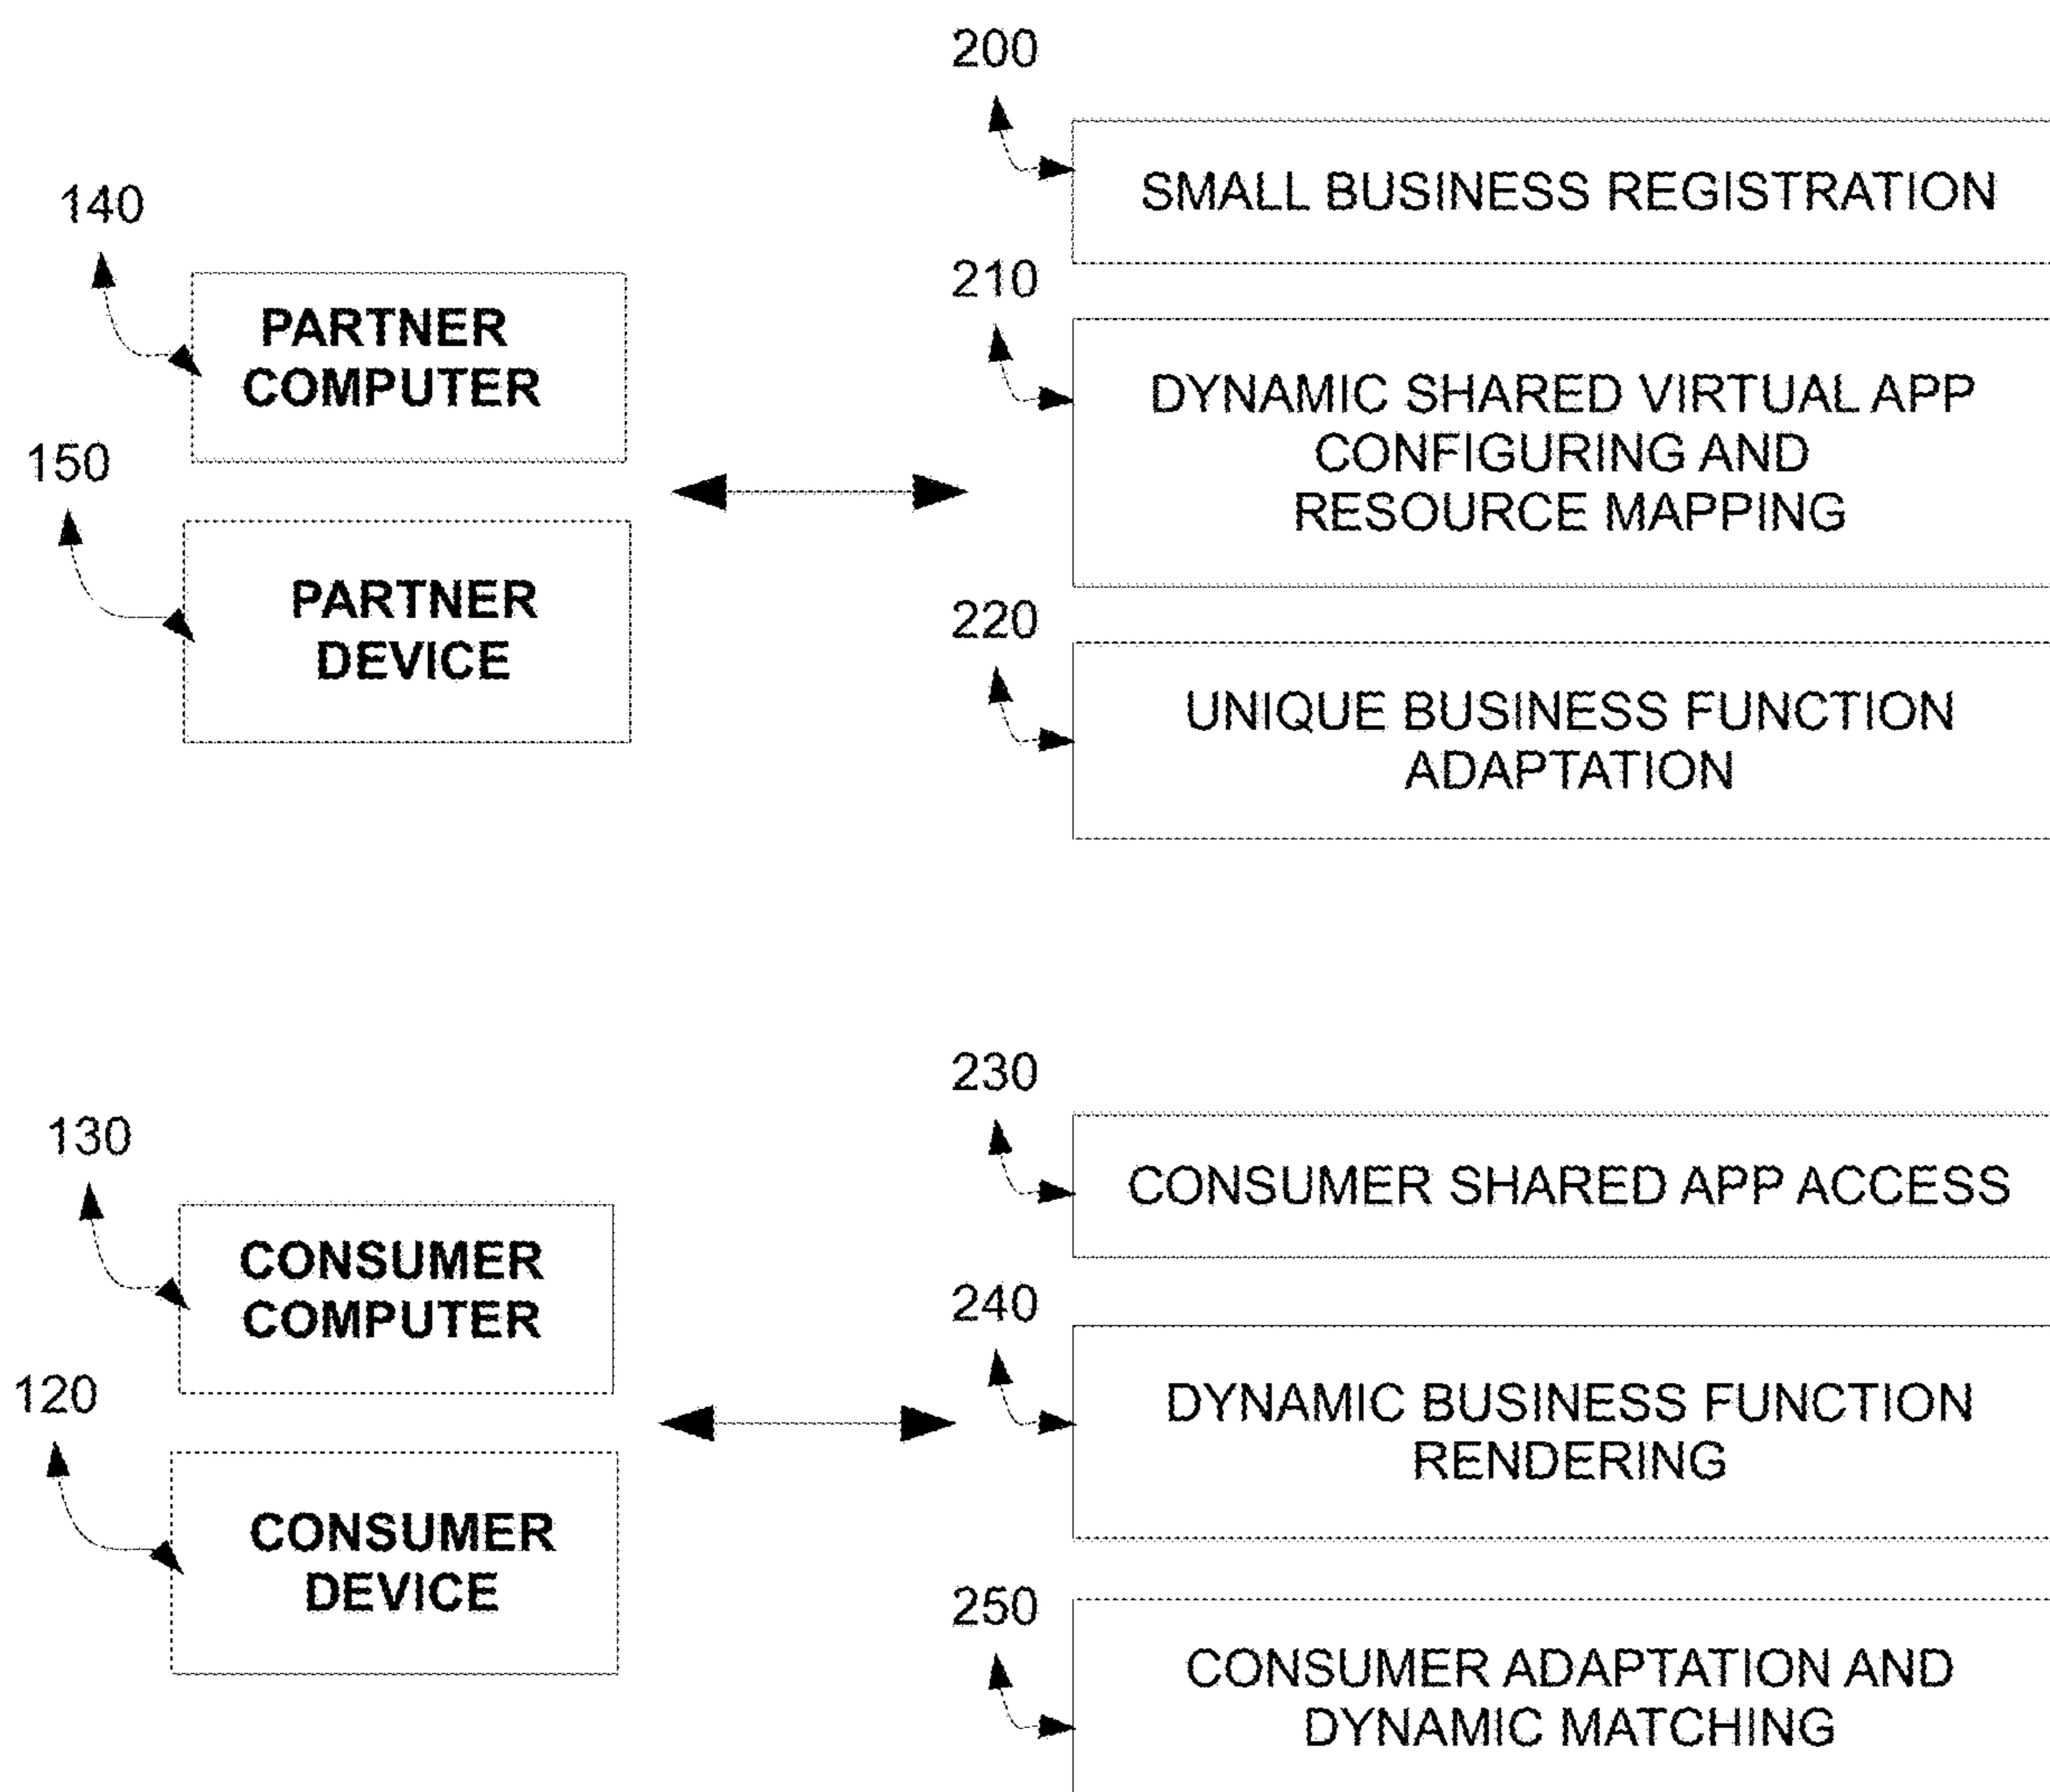 200
SMALL BUSINESS REGISTRATION
140
PARTNER
COMPUTER
210
DYNAMIC SHARED VIRTUAL APP
CONFIGURING AND
RESOURCE MAPPING
150
PARTNER
DEVICE
220
UNIQUE BUSINESS FUNCTION
ADAPTATION
230
CONSUMER SHARED APP ACCESS
130
CONSUMER
COMPUTER
240
DYNAMIC BUSINESS FUNCTION
RENDERING
120
CONSUMER
DEVICE
250
CONSUMER ADAPTATION AND
DYNAMIC MATCHING